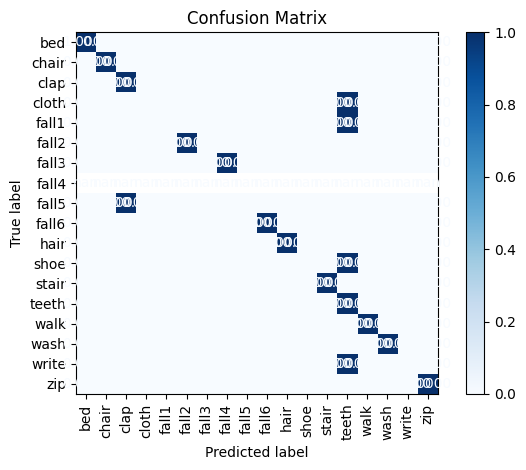 Confusion Matrix
True label
bed
chair
clap
cloth
fall1
fall2
fall3
fall4
fall5
fall6
hair
shoe
stair
teeth
walk
wash
write
zip
bed
chair
clap
cloth
fall1
fall2
fall3
fall4
fall5
fall6
hair
shoe
stair
teeth
walk
wash
write
zip
Predicted label
1.0
0.8
0.6
0.4
0.2
0.0